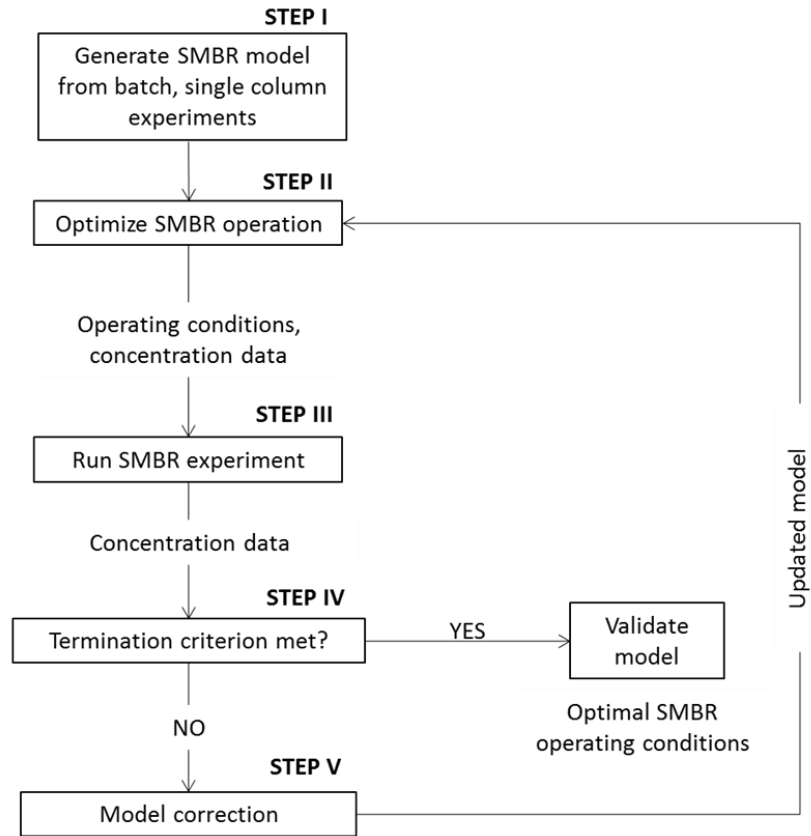 STEP I
Generate SMBR model
from batch, single column
experiments
STEP II
Optimize SMBR operation
Operating conditions,
concentration data
STEP III
Run SMBR experiment
Concentration data
STEP IV
Termination criterion met?
YES
Validate
model
Optimal SMBR
operating conditions
NO
STEP V
Model correction
Updated model